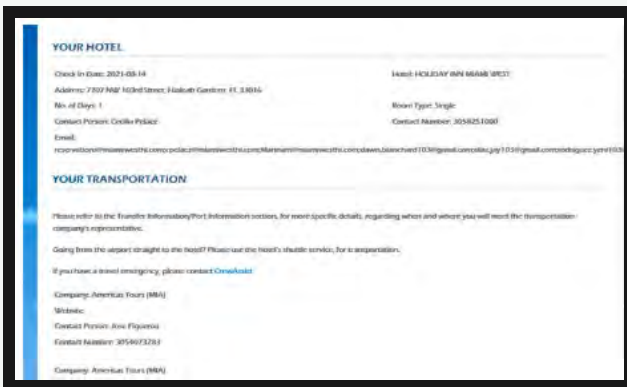 YOUR HOTEL
Check In Date: 2021-08-14
Hotel: HOLIDAY INN MIAMI WEST
Address: 7707 NW 103rd Street, Hialeah Gardens, FL 33016
No. of Days: 1
Room Type: Single
Contact Person: Cecilia
Contact Number: 3058251000
Email:
YOUR TRANSPORTATION
Please refer to the Transfer Information/Port Information section, for more specific details, regarding when and where you will meet the transportation
company's representative.
Going from the airport straight to the hotel? Please use the hotel's shuttle service, for transportation.
If you have a travel emergency, please contact CrewAssist
Company: Americas Tours (MIA)
Website:
Contact Person: Jose Figueroa
Contact Number:
Company: Americas Tours (MIA)